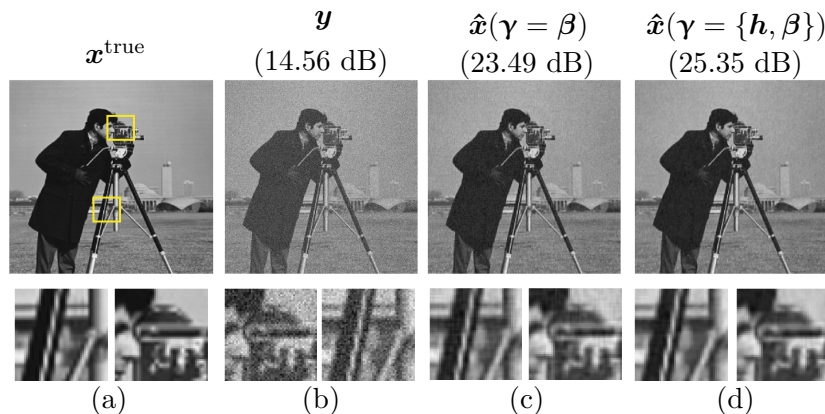 x^true
y
(14.56 dB)
x̂(γ = β)
(23.49 dB)
x̂(γ = {h, β})
(25.35 dB)
(a) (b) (c) (d)